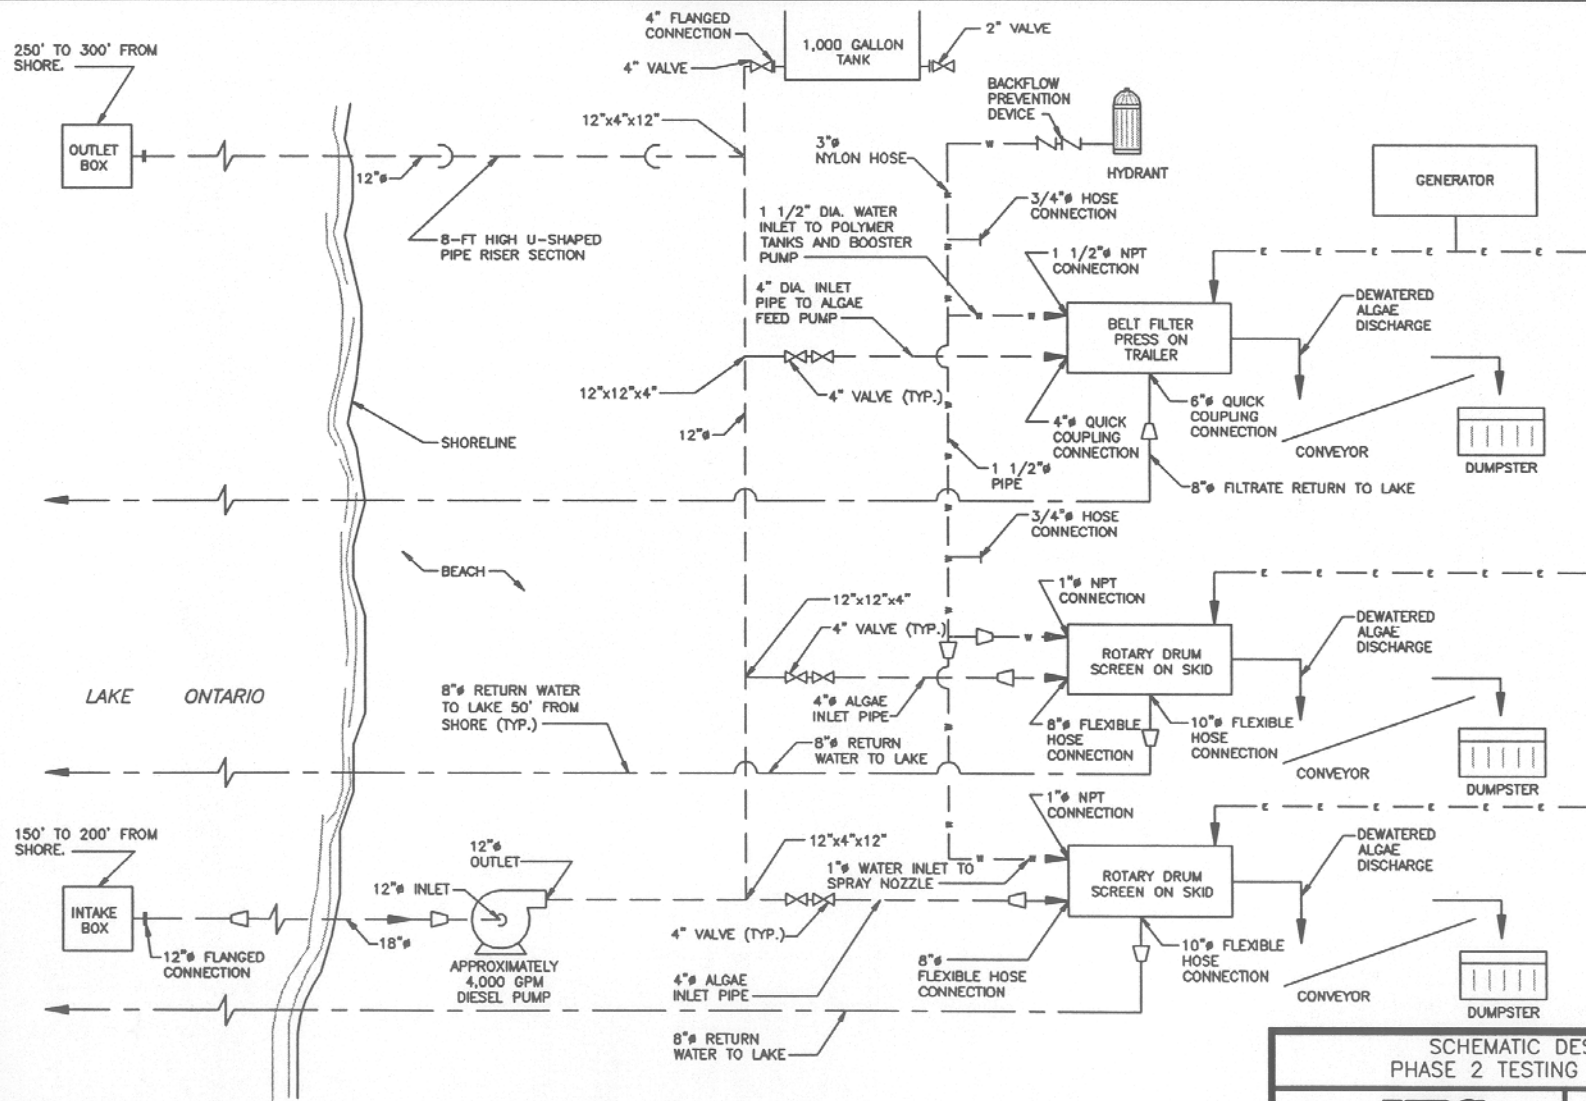 4" FLANGED
CONNECTION
1,000 GALLON
TANK
2" VALVE
4" VALVE
250' TO 300' FROM
SHORE.
BACKFLOW
PREVENTION
DEVICE
HYDRANT
12"x4"x12"
3"ø
NYLON HOSE
W
OUTLET
BOX
12"ø
8-FT HIGH U-SHAPED
PIPE RISER SECTION
GENERATOR
3/4"ø HOSE
CONNECTION
1 1/2" DIA. WATER
INLET TO POLYMER
TANKS AND BOOSTER
PUMP
1 1/2"ø NPT
CONNECTION
E E E E E E
4" DIA. INLET
PIPE TO ALGAE
FEED PUMP
BELT FILTER
PRESS ON
TRAILER
DEWATERED
ALGAE
DISCHARGE
12"x12"x4"
4" VALVE (TYP.)
12"ø
4"ø QUICK
COUPLING
CONNECTION
6"ø QUICK
COUPLING
CONNECTION
CONVEYOR
DUMPSTER
SHORELINE
1 1/2"ø
PIPE
8"ø FILTRATE RETURN TO LAKE
3/4"ø HOSE
CONNECTION
BEACH
1"ø NPT
CONNECTION
E E E E E E
12"x12"x4"
4" VALVE (TYP.)
W
ROTARY DRUM
SCREEN ON SKID
DEWATERED
ALGAE
DISCHARGE
LAKE ONTARIO
8"ø RETURN WATER
TO LAKE 50' FROM
SHORE (TYP.)
4"ø ALGAE
INLET PIPE
8"ø FLEXIBLE
HOSE
CONNECTION
10"ø FLEXIBLE
HOSE
CONNECTION
8"ø RETURN
WATER TO LAKE
CONVEYOR
DUMPSTER
1"ø NPT
CONNECTION
E E E E E E
150' TO 200' FROM
SHORE.
12"ø
OUTLET
12"x4"x12"
1"ø WATER INLET TO
SPRAY NOZZLE
ROTARY DRUM
SCREEN ON SKID
DEWATERED
ALGAE
DISCHARGE
INTAKE
BOX
12"ø INLET
12"ø FLANGED
CONNECTION
18"ø
4" VALVE (TYP.)
APPROXIMATELY
4,000 GPM
DIESEL PUMP
4"ø ALGAE
INLET PIPE
8"ø
FLEXIBLE HOSE
CONNECTION
10"ø FLEXIBLE
HOSE
CONNECTION
CONVEYOR
DUMPSTER
8"ø RETURN
WATER TO LAKE
SCHEMATIC DES
PHASE 2 TESTING